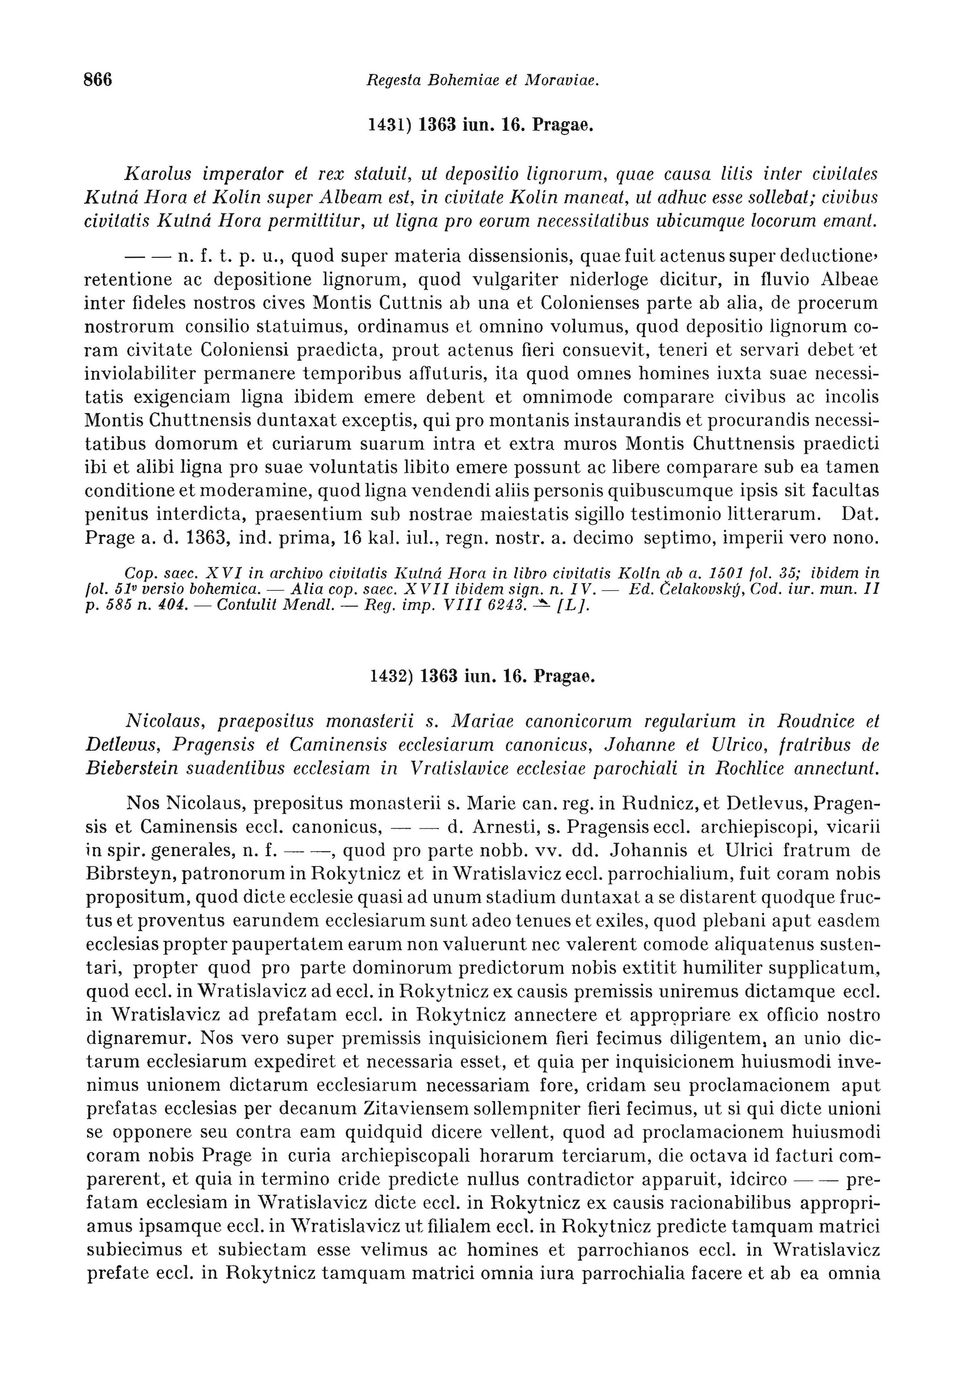 866 Regesta Bohemiae et Moraviae.
1431) 1363 iun. 16. Pragae.
Karolus imperator et rex statuit, ut depositio lignorum, quae causa litis inter civitates
Kutná Hora et Kolín super Albeam est, in civitate Kolín maneat, ut adhuc esse sollebat; civibus
civitatis Kutná Hora permittitur, ut ligna pro eorum necessitatibus ubicumque locorum emant.
— — n. f. t. p. u., quod super materia dissensionis, quae fuit actenus super deductione,
retentione ac depositione lignorum, quod vulgariter niderloge dicitur, in fluvio Albeae
inter fideles nostros cives Montis Cuttnis ab una et Colonienses parte ab alia, de procerum
nostrorum consilio statuimus, ordinamus et omnino volumus, quod depositio lignorum co-
ram civitate Coloniensi praedicta, prout actenus fieri consuevit, teneri et servari debet et
inviolabiliter permanere temporibus affuturis, ita quod omnes homines iuxta suae necessi-
tatis exigenciam ligna ibidem emere debent et omnimode comparare civibus ac incolis
Montis Chuttnensis duntaxat exceptis, qui pro montanis instaurandis et procurandis necessi-
tatibus domorum et curiarum suarum intra et extra muros Montis Chuttnensis praedicti
ibi et alibi ligna pro suae voluntatis libito emere possunt ac libere comparare sub ea tamen
conditione et moderamine, quod ligna vendendi aliis personis quibuscumque ipsis sit facultas
penitus interdicta, praesentium sub nostrae maiestatis sigillo testimonio litterarum. Dat.
Prage a. d. 1363, ind. prima, 16 kal. iul., regn. nostr. a. decimo septimo, imperii vero nono.
Cop. saec. XVI in archivo civitatis Kutná Hora in libro civitatis Kolín ab a. 1501 fol. 35; ibidem in
fol. 51v versio bohemica. — Alia cop. saec. XVII ibidem sign. n. IV. — Ed. Čelakovský, Cod. iur. mun. II
p. 585 n. 404. — Contulit Mendl. — Reg. imp. VIII 6243. — [L].
1432) 1363 iun. 16. Pragae.
Nicolaus, praepositus monasterii s. Mariae canonicorum regularium in Roudnice et
Detlevus, Pragensis et Caminensis ecclesiarum canonicus, Johanne et Ulrico, fratribus de
Bieberstein suadentibus ecclesiam in Vratislavice ecclesiae parochiali in Rochlice annectunt.
Nos Nicolaus, prepositus monasterii s. Marie can. reg. in Rudnicz, et Detlevus, Pragen-
sis et Caminensis eccl. canonicus, — — d. Arnesti, s. Pragensis eccl. archiepiscopi, vicarii
in spir. generales, n. f. — —, quod pro parte nobb. vv. dd. Johannis et Ulrici fratrum de
Bibrsteyn, patronorum in Rokytnicz et in Wratislavicz eccl. parrochialium, fuit coram nobis
propositum, quod dicte ecclesie quasi ad unum stadium duntaxat a se distarent quodque fruc-
tus et proventus earundem ecclesiarum sunt adeo tenues et exiles, quod plebani aput easdem
ecclesias propter paupertatem earum non valuerunt nec valerent comode aliquatenus susten-
tari, propter quod pro parte dominorum predictorum nobis extitit humiliter supplicatum,
quod eccl. in Wratislavicz ad eccl. in Rokytnicz ex causis premissis uniremus dictamque eccl.
in Wratislavicz ad prefatam eccl. in Rokytnicz annectere et appropriare ex officio nostro
dignaremur. Nos vero super premissis inquisicionem fieri fecimus diligentem, an unio dic-
tarum ecclesiarum expediret et necessaria esset, et quia per inquisicionem huiusmodi inve-
nimus unionem dictarum ecclesiarum necessariam fore, cridam seu proclamacionem aput
prefatas ecclesias per decanum Zitaviensem sollempniter fieri fecimus, ut si qui dicte unioni
se opponere seu contra eam quidquid dicere vellent, quod ad proclamacionem huiusmodi
coram nobis Prage in curia archiepiscopali horarum terciarum, die octava id facturi com-
parerent, et quia in termino cride predicte nullus contradictor apparuit, idcirco — — pre-
fatam ecclesiam in Wratislavicz dicte eccl. in Rokytnicz ex causis racionabilibus appropri-
amus ipsamque eccl. in Wratislavicz ut filialem eccl. in Rokytnicz predicte tamquam matrici
subiecimus et subiectam esse velimus ac homines et parrochianos eccl. in Wratislavicz
prefate eccl. in Rokytnicz tamquam matrici omnia iura parrochialia facere et ab ea omnia